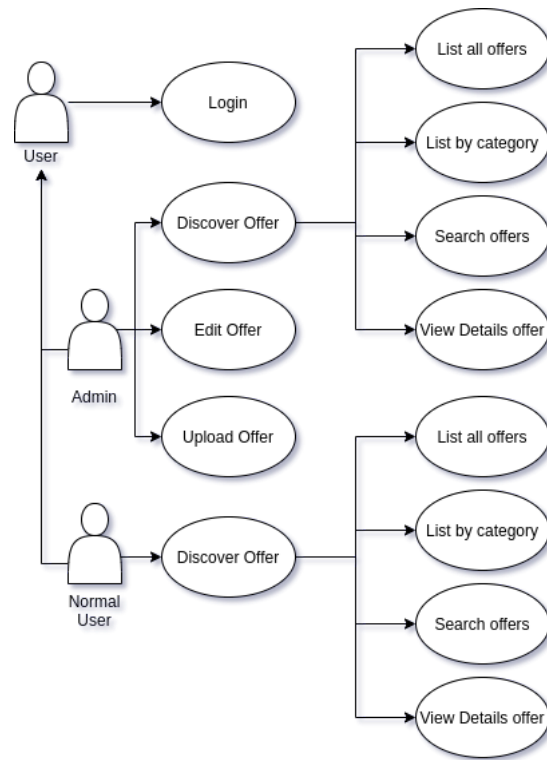 List all offers
Login
List by category
User
Discover Offer
Search offers
Edit Offer
View Details offer
Admin
Upload Offer
List all offers
List by category
Discover Offer
Normal
User
Search offers
View Details offer